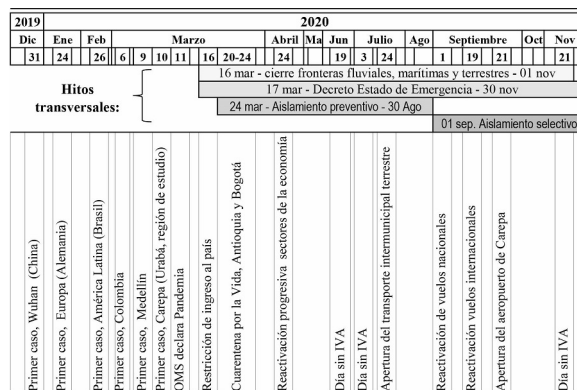 2019 2020
Dic Ene Feb Marzo Abril Ma Jun Julio Ago Septiembre Oct Nov
31 24 26 6 9 10 11 16 20-24 24 19 3 24 1 19 21 21
Hitos
transversales:
16 mar - cierre fronteras fluviales, marítimas y terrestres - 01 nov
17 mar - Decreto Estado de Emergencia - 30 nov
24 mar - Aislamiento preventivo - 30 Ago
01 sep. Aislamiento selectivo
Primer caso, Wuhan (China)
Primer caso, Europa (Alemania)
Primer caso, América Latina (Brasil)
Primer caso, Colombia
Primer caso, Medellín
Primer caso, Carepa (Urabá, región de estudio)
OMS declara Pandemia
Restricción de ingreso al país
Cuarentena por la Vida, Antioquia y Bogotá
Reactivación progresiva sectores de la economía
Dia sin IVA
Dia sin IVA
Apertura del transporte intermunicipal terrestre
Reactivación de vuelos nacionales
Reactivación vuelos internacionales
Apertura del aeropuerto de Carepa
Dia sin IVA